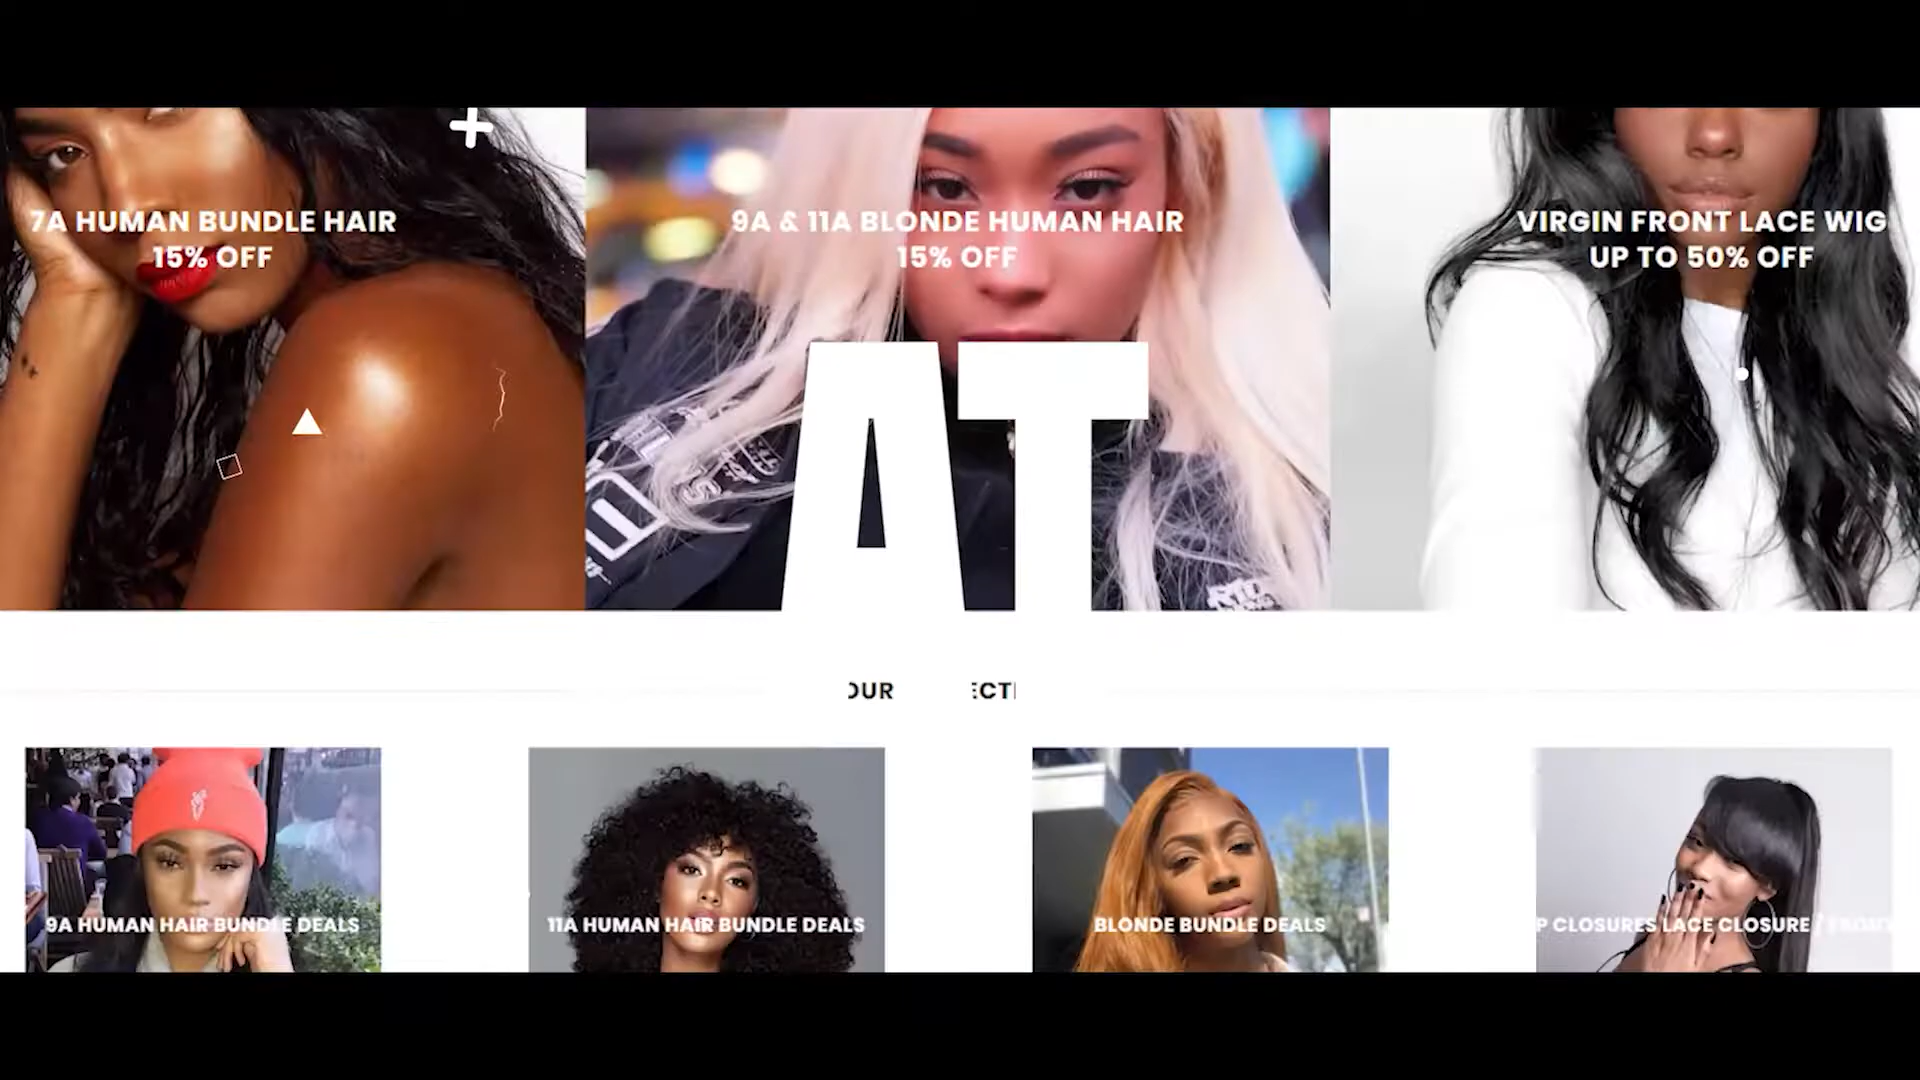 7A HUMAN BUNDLE HAIR
15% OFF
9A & 11A BLONDE HUMAN HAIR
15% OFF
VIRGIN FRONT LACE WIG
UP TO 50% OFF
AT
OUR
ECTI
9A HUMAN HAIR BUNDLE DEALS
11A HUMAN HAIR BUNDLE DEALS
BLONDE BUNDLE DEALS
P CLOSURES LACE CLOSURE /